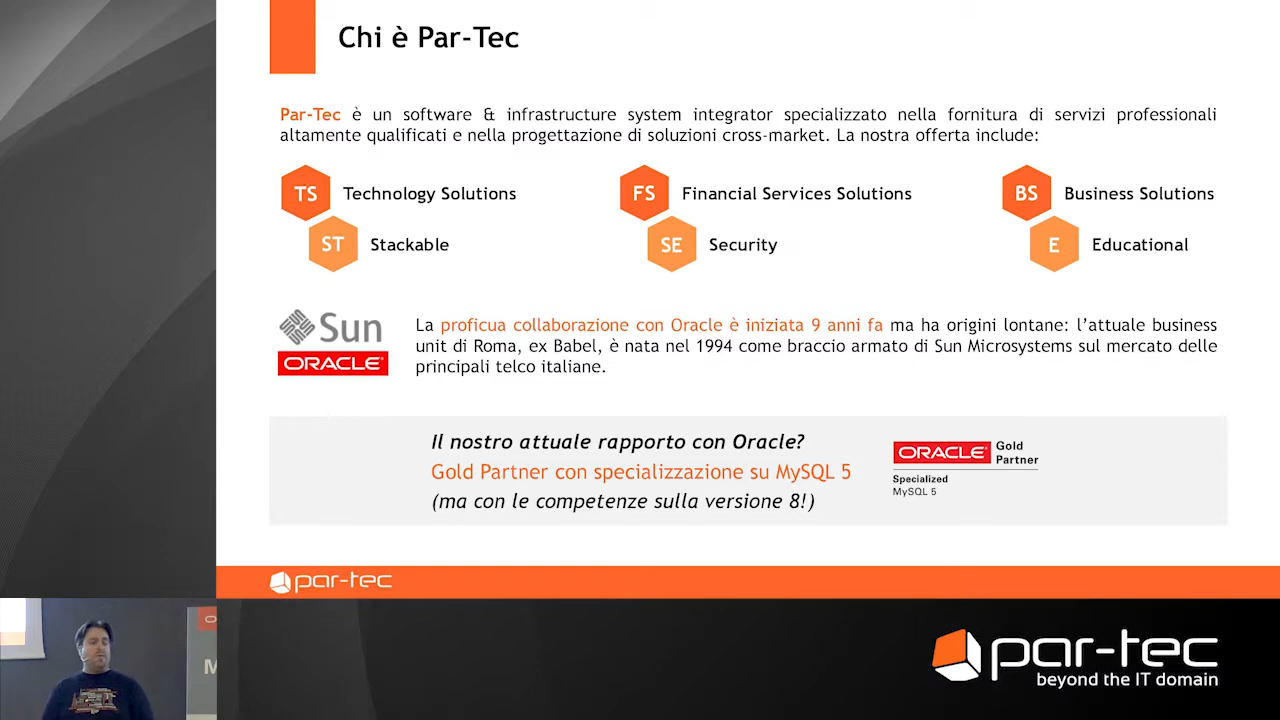 Chi è Par-Tec
Par-Tec è un software & infrastructure system integrator specializzato nella fornitura di servizi professionali
altamente qualificati e nella progettazione di soluzioni cross-market. La nostra offerta include:
TS Technology Solutions
FS Financial Services Solutions
BS Business Solutions
ST Stackable
SE Security
E Educational
Sun
ORACLE
La proficua collaborazione con Oracle è iniziata 9 anni fa ma ha origini lontane: l’attuale business
unit di Roma, ex Babel, è nata nel 1994 come braccio armato di Sun Microsystems sul mercato delle
principali telco italiane.
Il nostro attuale rapporto con Oracle?
Gold Partner con specializzazione su MySQL 5
(ma con le competenze sulla versione 8!)
ORACLE Gold
Partner
Specialized
MySQL 5
par-tec
par-tec
beyond the IT domain